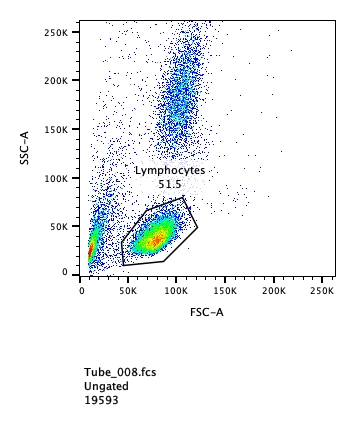 250K
200K
150K
100K
50K
0
SSC-A
Lymphocytes
51.5
0 50K 100K 150K 200K 250K
FSC-A
Tube_008.fcs
Ungated
19593